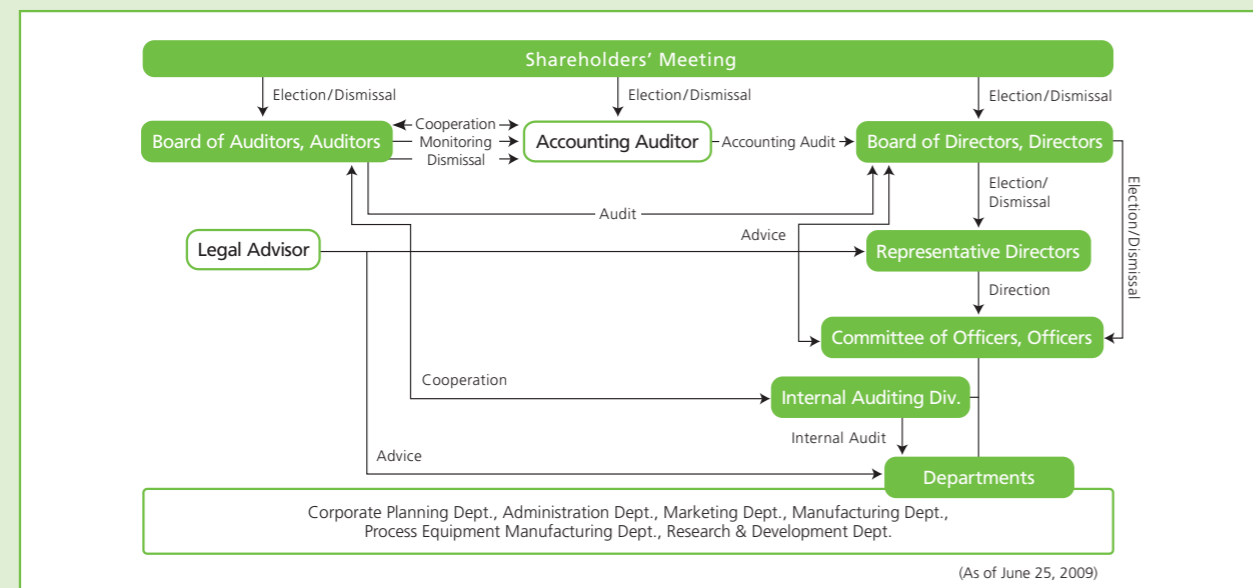 Shareholders' Meeting
Election/Dismissal
Election/Dismissal
Election/Dismissal
Board of Auditors, Auditors
Cooperation
Monitoring
Dismissal
Accounting Auditor
Accounting Audit
Board of Directors, Directors
Election/
Dismissal
Election/Dismissal
Audit
Legal Advisor
Advice
Representative Directors
Direction
Committee of Officers, Officers
Cooperation
Internal Auditing Div.
Internal Audit
Advice
Departments
Corporate Planning Dept., Administration Dept., Marketing Dept., Manufacturing Dept.,
Process Equipment Manufacturing Dept., Research & Development Dept.
(As of June 25, 2009)